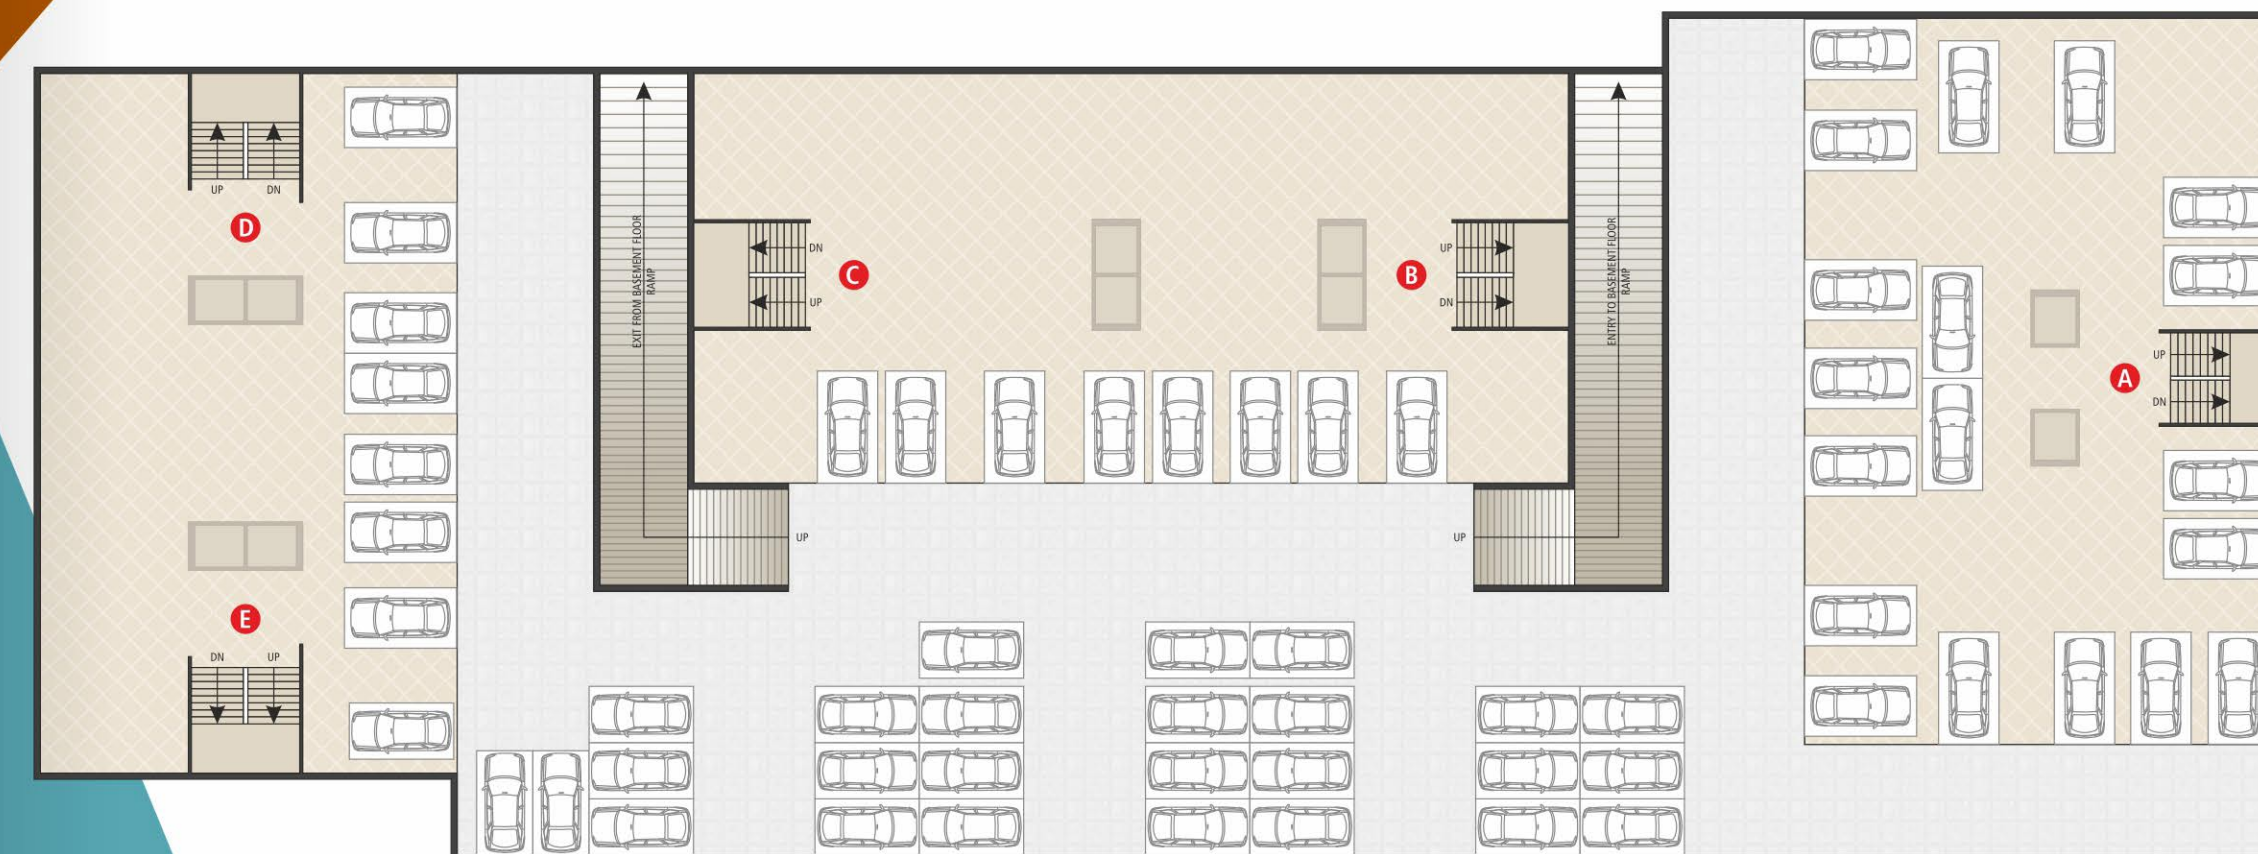 UP DN
D
E
DN UP
EXIT FROM BASEMENT FLOOR
RAMP
DN
C
UP
UP
UP
B
DN
UP
ENTRY TO BASEMENT FLOOR
RAMP
UP
A
DN